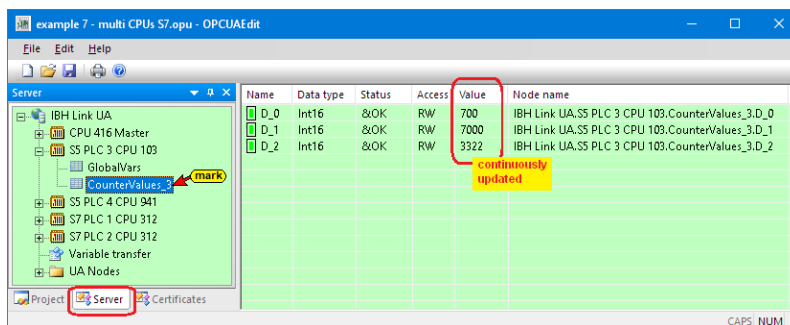 example 7 - multi CPUs S7.opu - OPCUAEdit
File Edit Help
Server
IBH Link UA
CPU 416 Master
S5 PLC 3 CPU 103
GlobalVars
CounterValues_3
mark
S5 PLC 4 CPU 941
S7 PLC 1 CPU 312
S7 PLC 2 CPU 312
Variable transfer
UA Nodes
Project Server Certificates
Name Data type Status Access Value Node name
D_0 Int16 &OK RW 700 IBH Link UA.S5 PLC 3 CPU 103.CounterValues_3.D_0
D_1 Int16 &OK RW 7000 IBH Link UA.S5 PLC 3 CPU 103.CounterValues_3.D_1
D_2 Int16 &OK RW 3322 IBH Link UA.S5 PLC 3 CPU 103.CounterValues_3.D_2
continuously
updated
CAPS NUM